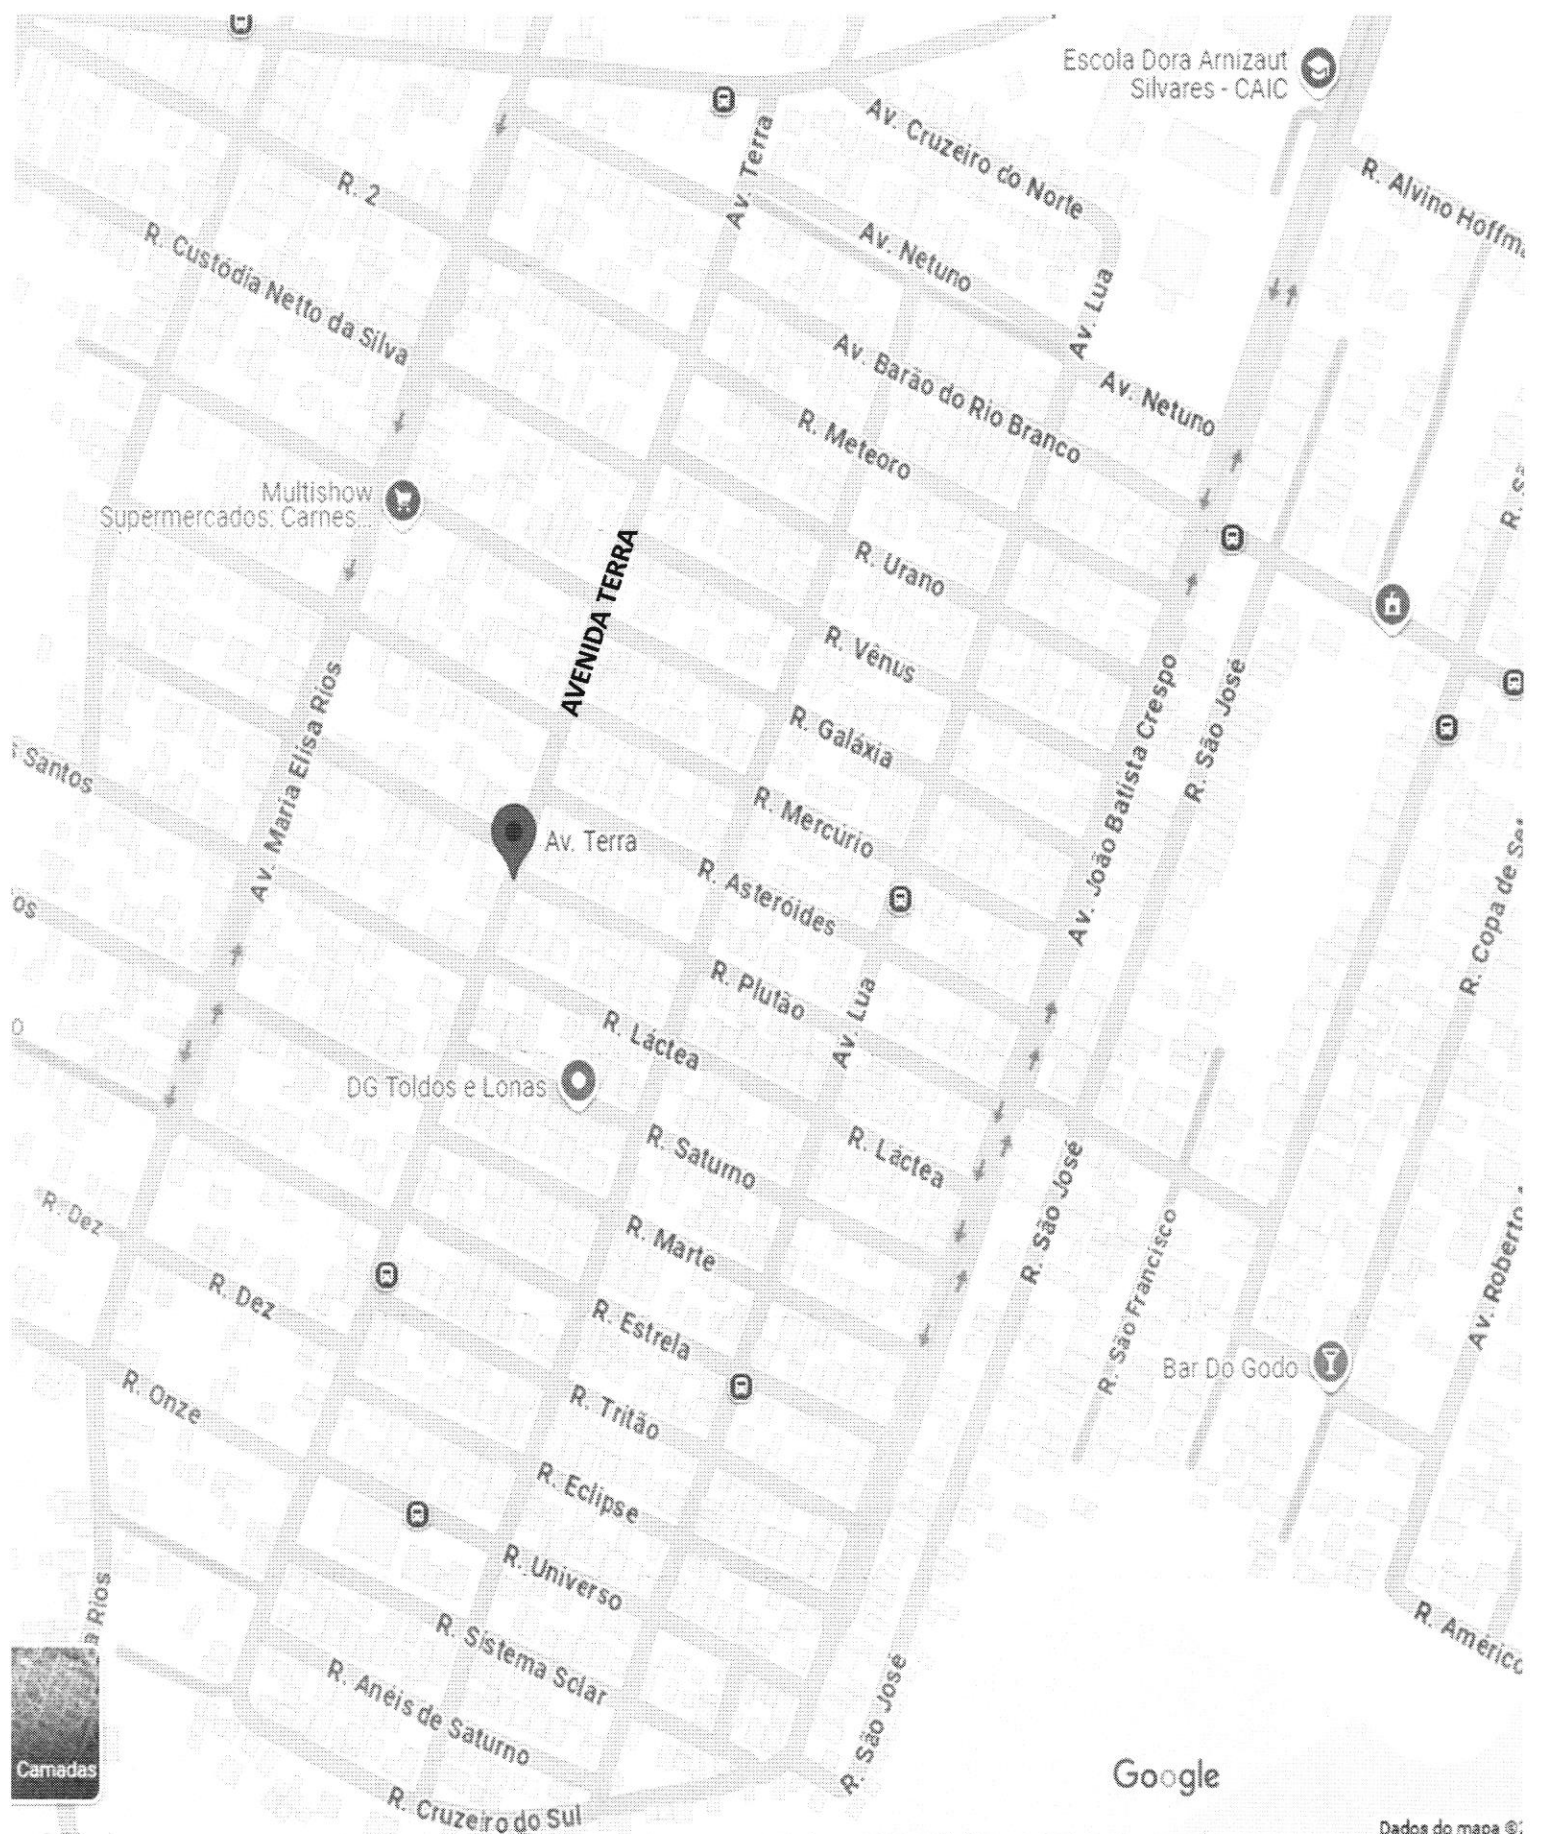 Escola Dora Arnizaut
Silvares - CAIC
Av. Cruzeiro do Norte
Av. Terra
R. Alvino Hoffm
R. 2
R. Custódia Netto da Silva
Av. Netuno
Av. Lua
Av. Barão do Rio Branco
Av. Netuno
R. Meteoro
Multishow
Supermercados: Carnes...
AVENIDA TERRA
R. Urano
R. Vênus
R. São José
Av. João Batista Crespo
Av. Maria Elisa Rios
R. Galáxia
s Santos
R. Mercúrio
Av. Terra
R. Asteróides
os
R. Copa de
R. Plutão
Av. Lua
R. Láctea
o
DG Toldos e Lonas
R. Saturno
R. Láctea
R. São José
R. Dez
R. Marte
R. São Francisco
Av. Roberto
R. Dez
R. Estrela
Bar Do Godo
R. Onze
R. Tritão
R. Eclipse
R. Universo
a Rios
R. Américo
R. Sistema Solar
R. Anéis de Saturno
R. São José
Camadas
Google
R. Cruzeiro do Sul
Dados do mapa ©